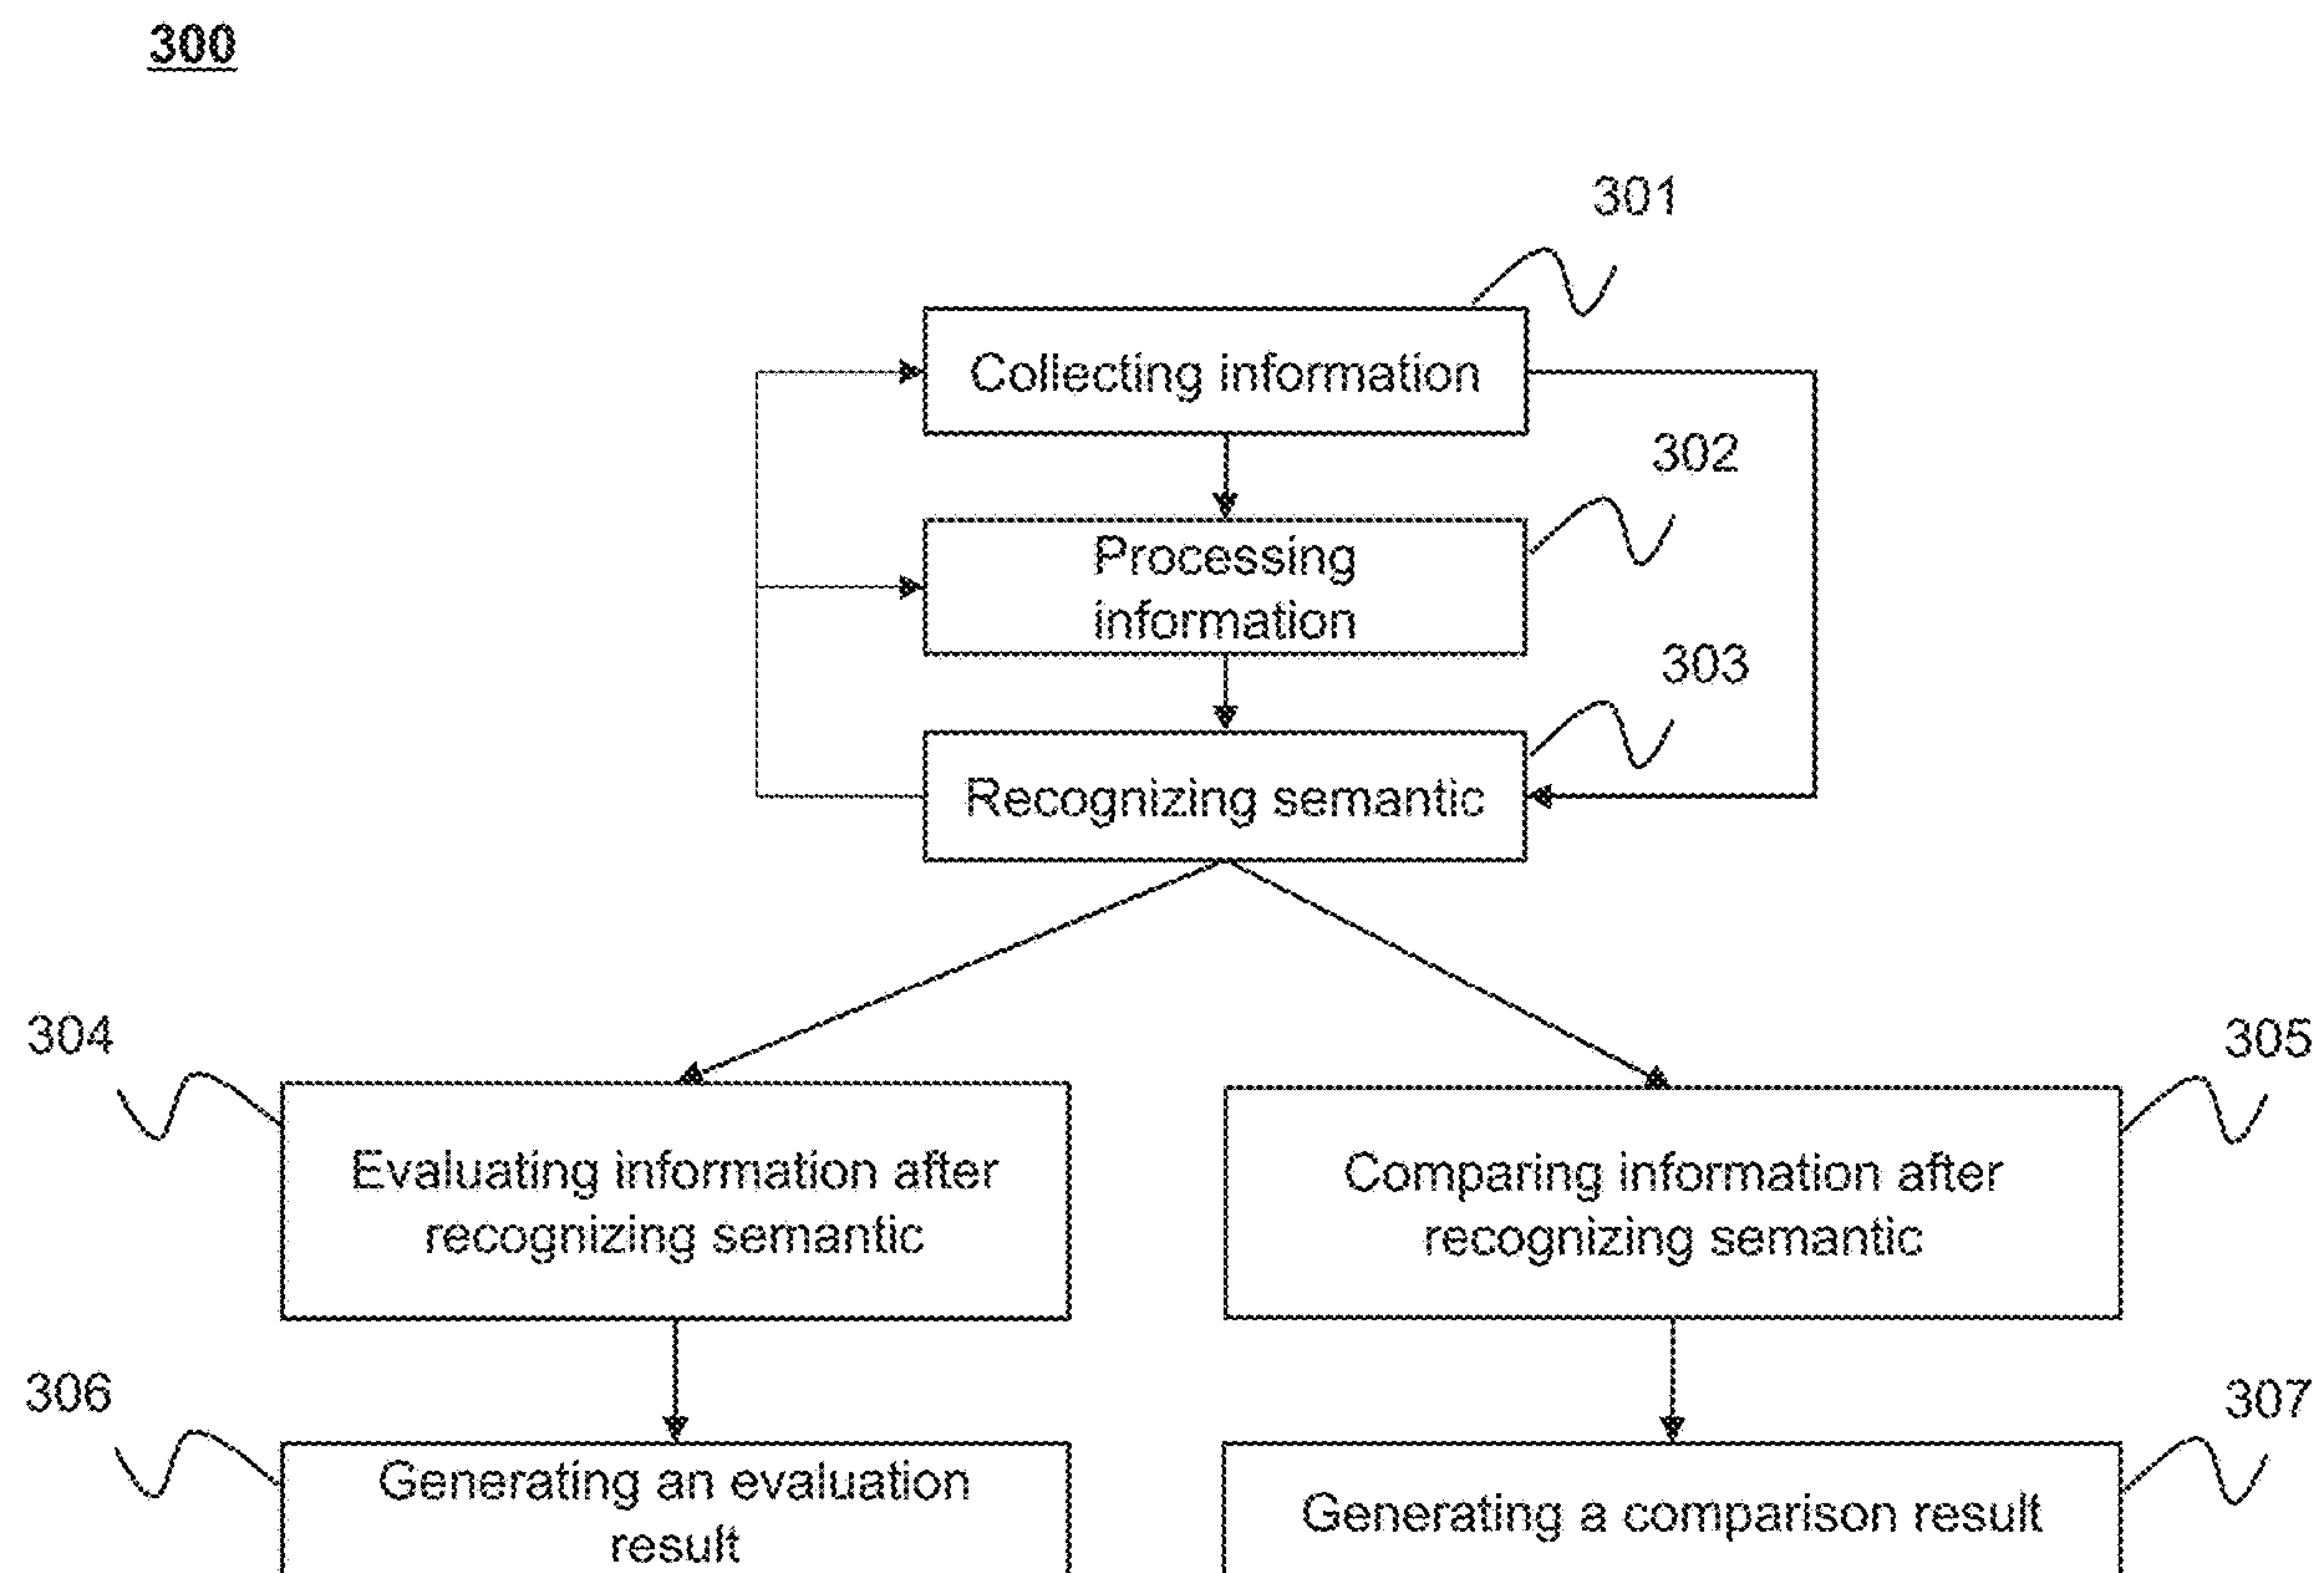 300
301
Collecting information
302
Processing
information
303
Recognizing semantic
304
305
Evaluating information after
recognizing semantic
Comparing information after
recognizing semantic
306
307
Generating an evaluation
result
Generating a comparison result